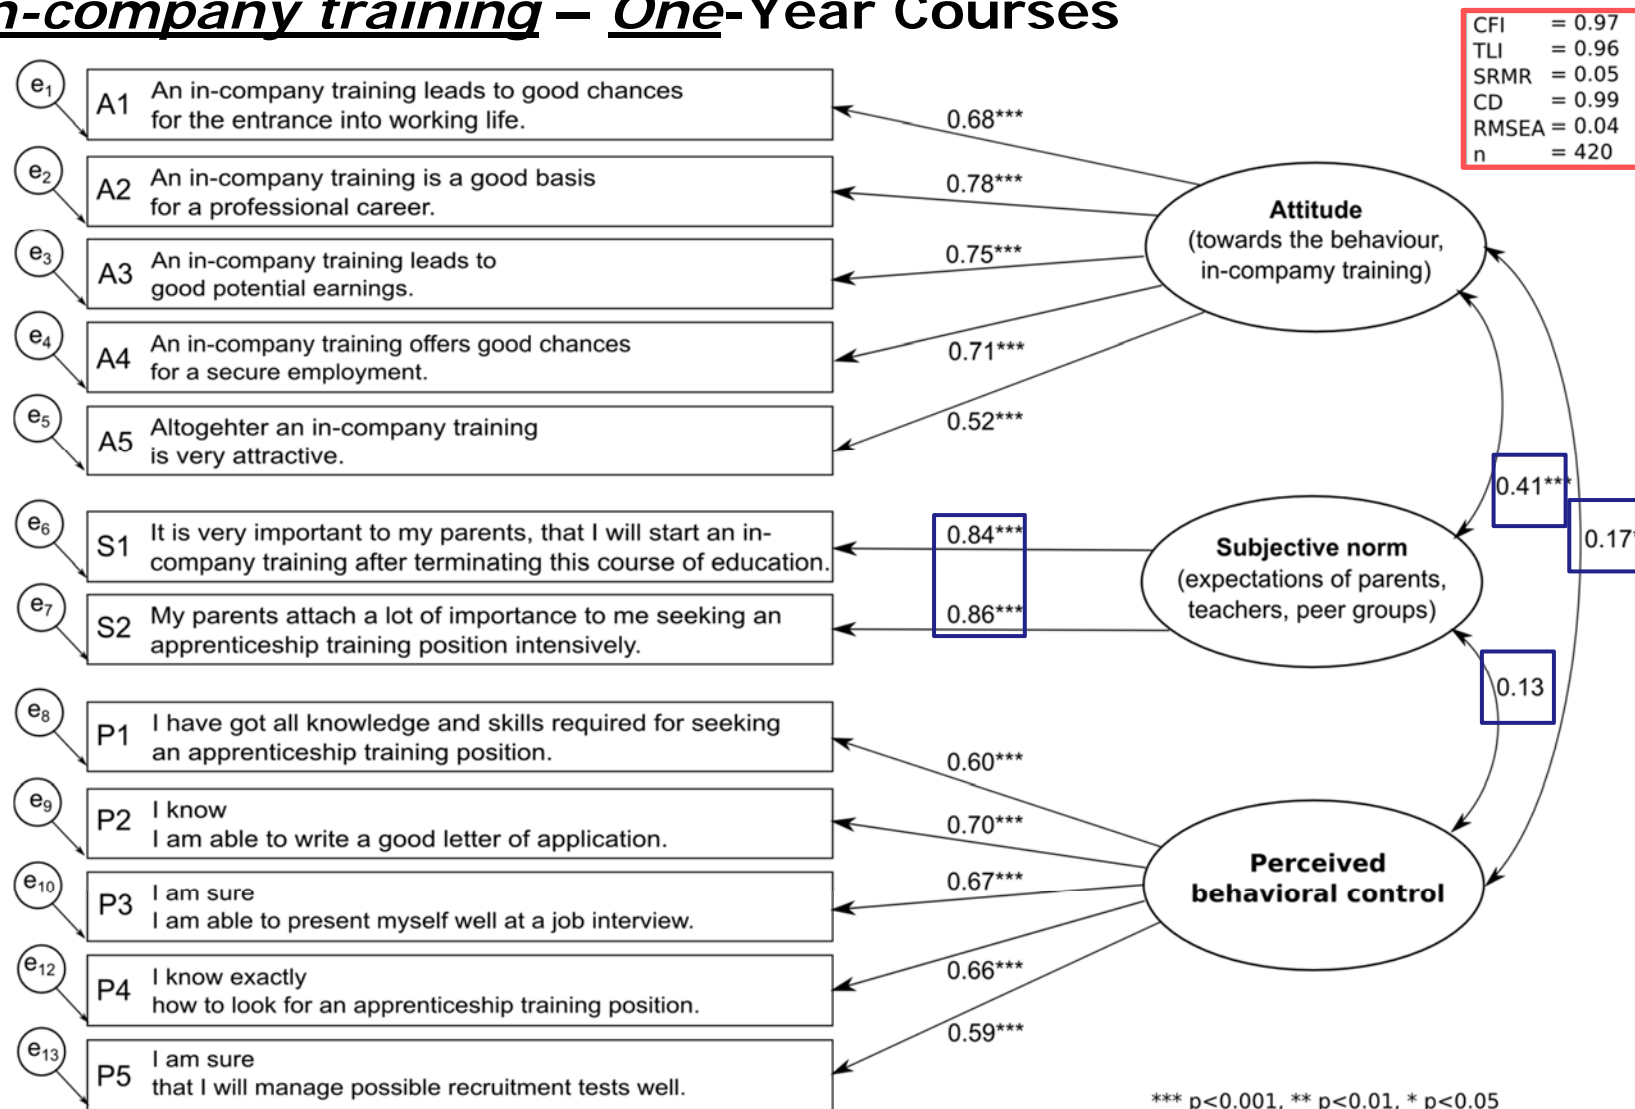 n-company training – One-Year Courses
CFI = 0.97
TLI = 0.96
SRMR = 0.05
CD = 0.99
RMSEA = 0.04
n = 420
e1
A1 An in-company training leads to good chances
for the entrance into working life.
0.68***
e2
A2 An in-company training is a good basis
for a professional career.
0.78***
e3
A3 An in-company training leads to
good potential earnings.
0.75***
e4
A4 An in-company training offers good chances
for a secure employment.
0.71***
e5
A5 Altogehter an in-company training
is very attractive.
0.52***
Attitude
(towards the behaviour,
in-compamy training)
e6
S1 It is very important to my parents, that I will start an in-
company training after terminating this course of education.
0.84***
e7
S2 My parents attach a lot of importance to me seeking an
apprenticeship training position intensively.
0.86***
Subjective norm
(expectations of parents,
teachers, peer groups)
0.41***
0.17*
0.13
e8
P1 I have got all knowledge and skills required for seeking
an apprenticeship training position.
0.60***
e9
P2 I know
I am able to write a good letter of application.
0.70***
e10
P3 I am sure
I am able to present myself well at a job interview.
0.67***
e12
P4 I know exactly
how to look for an apprenticeship training position.
0.66***
e13
P5 I am sure
that I will manage possible recruitment tests well.
0.59***
Perceived
behavioral control
*** p<0.001, ** p<0.01, * p<0.05